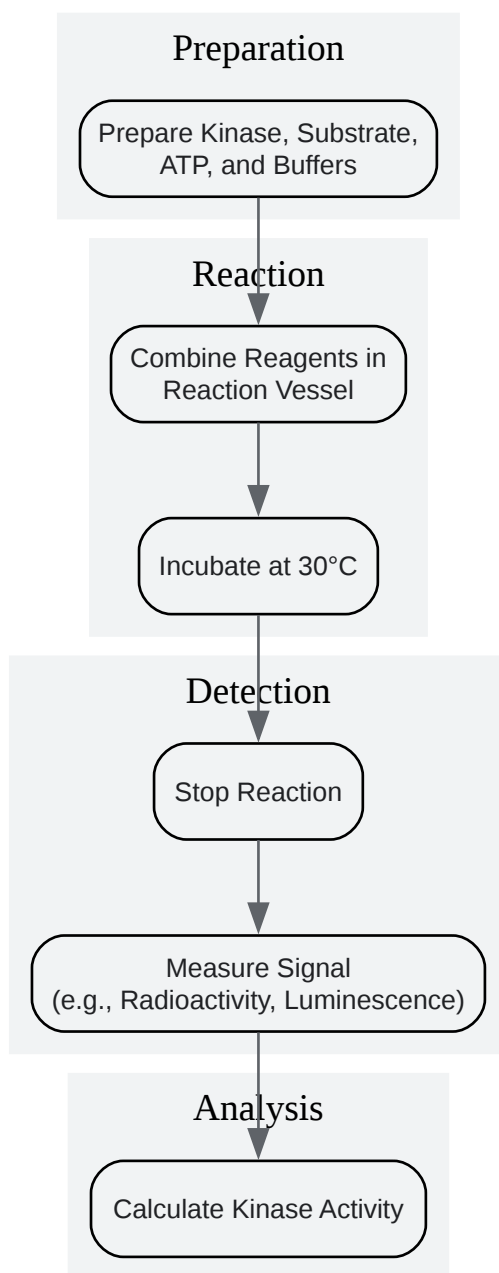 Preparation
Prepare Kinase, Substrate,
ATP, and Buffers
Reaction
Combine Reagents in
Reaction Vessel
Incubate at 30°C
Detection
Stop Reaction
Measure Signal
(e.g., Radioactivity, Luminescence)
Analysis
Calculate Kinase Activity